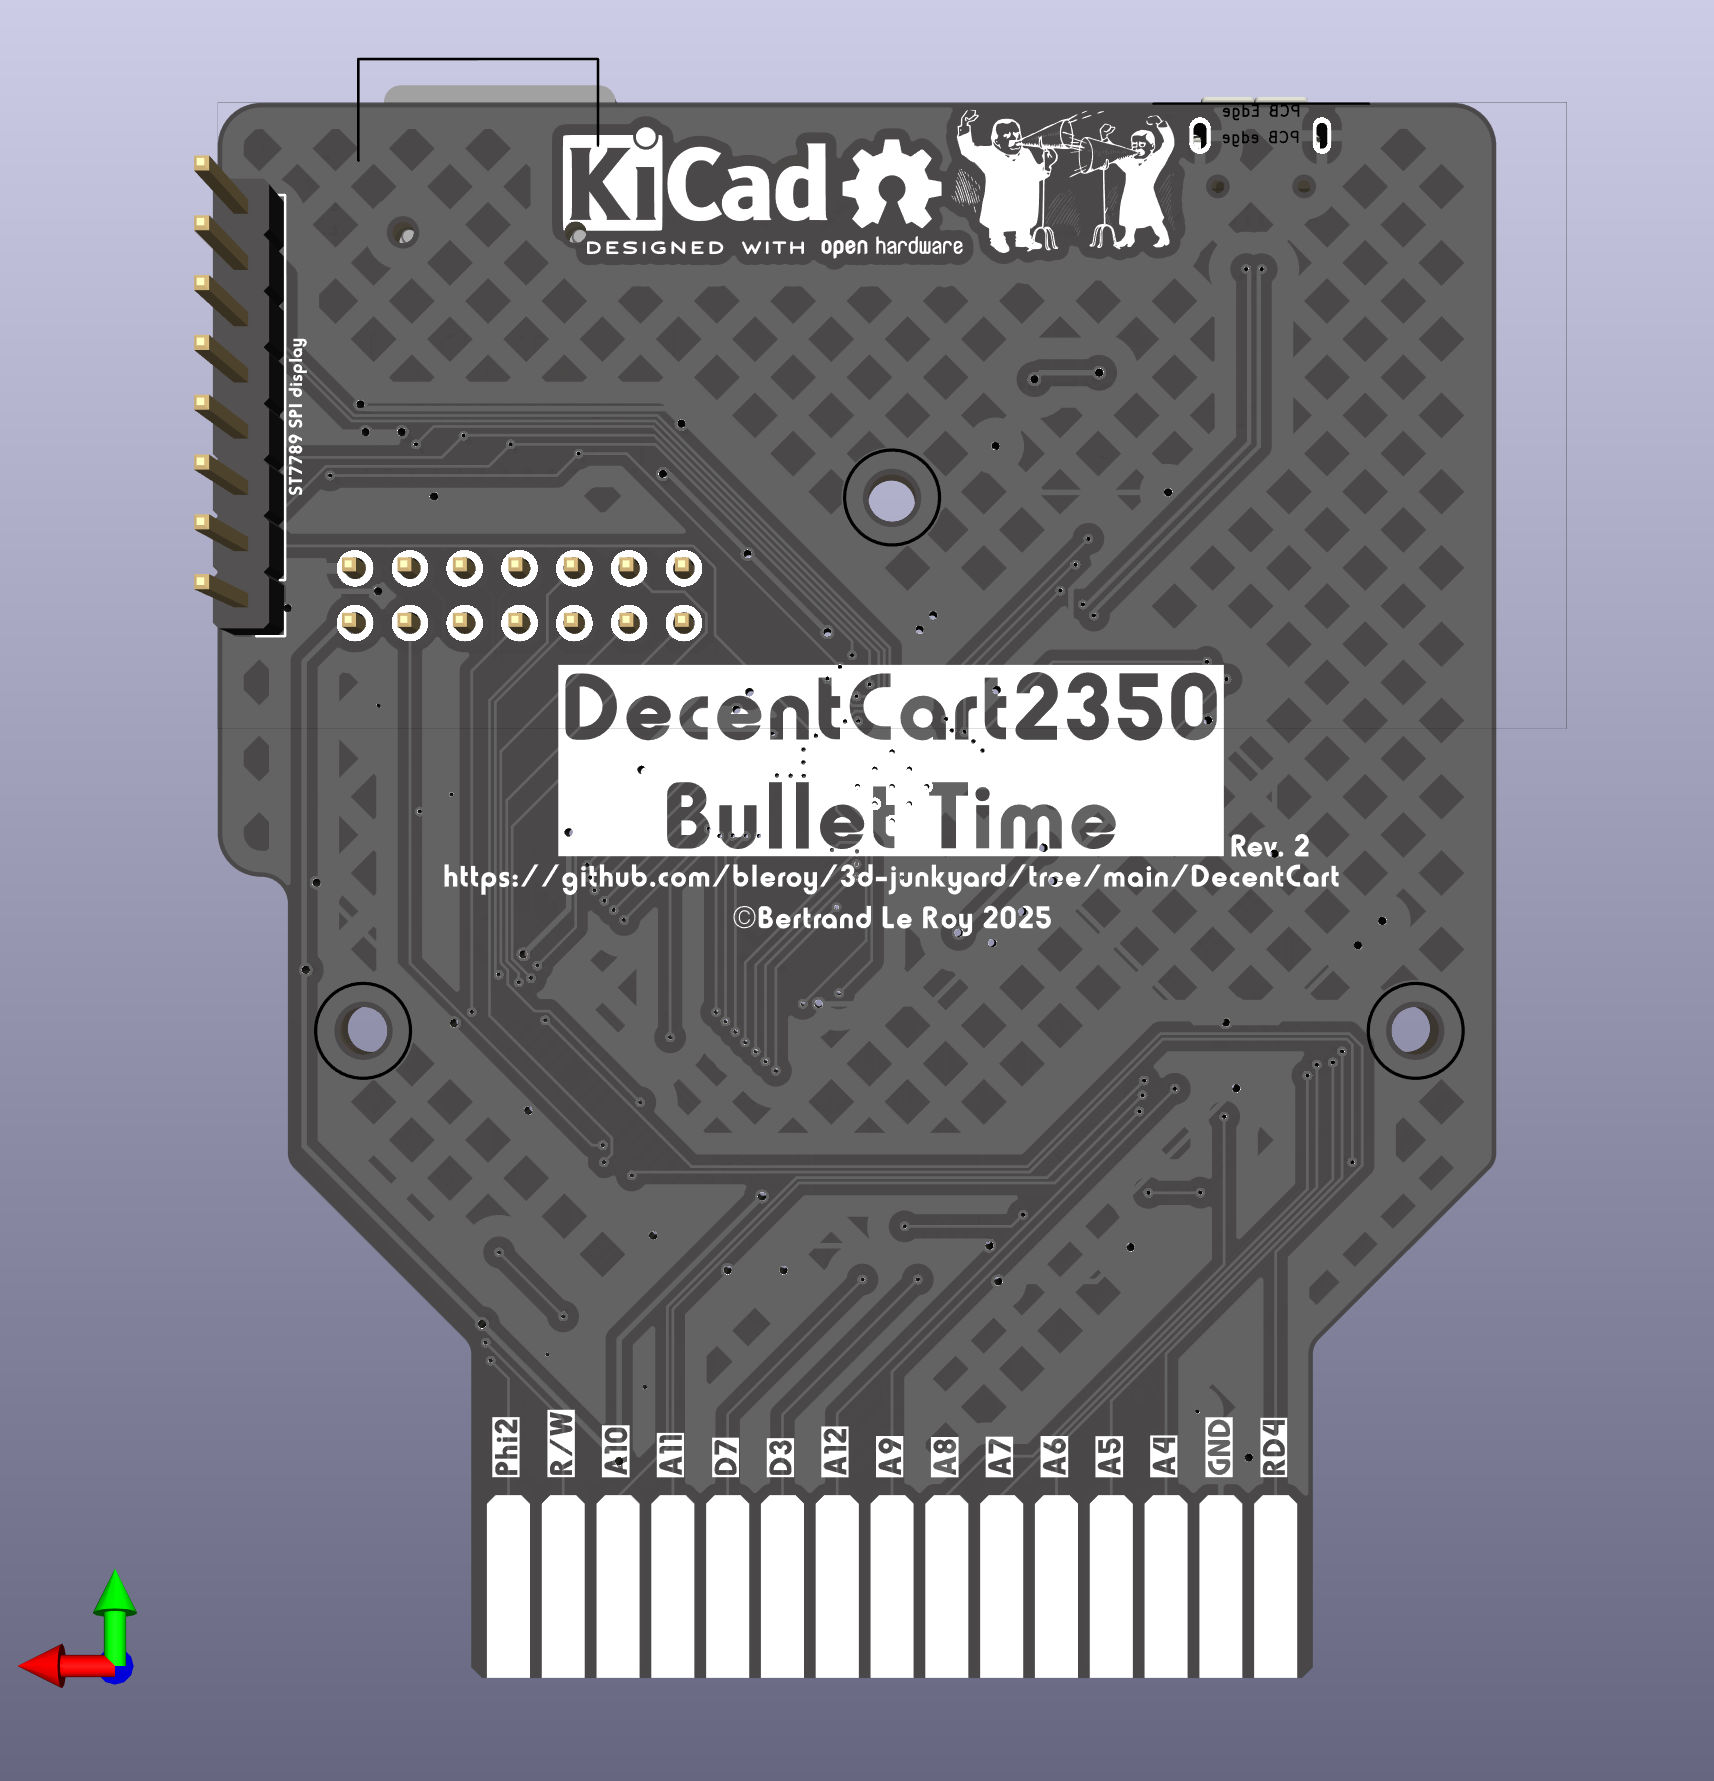 PCB Edge
PCB edge
KiCad
DESIGNED WITH open hardware
ST7789 SPI display
DecentCart2350
Bullet Time
Rev. 2
https://github.com/bleroy/3d-junkyard/tree/main/DecentCart
©Bertrand Le Roy 2025
Phi2
R/W
A10
A11
D7
D3
A12
A9
A8
A7
A6
A5
A4
GND
RD4